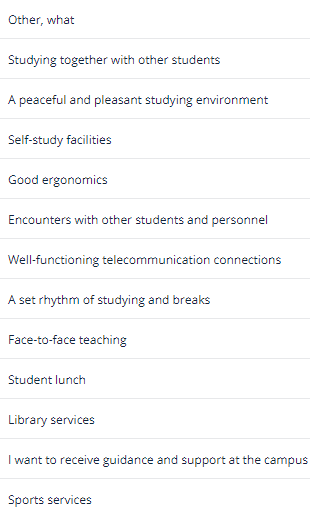 Other, what
Studying together with other students
A peaceful and pleasant studying environment
Self-study facilities
Good ergonomics
Encounters with other students and personnel
Well-functioning telecommunication connections
A set rhythm of studying and breaks
Face-to-face teaching
Student lunch
Library services
I want to receive guidance and support at the campus
Sports services